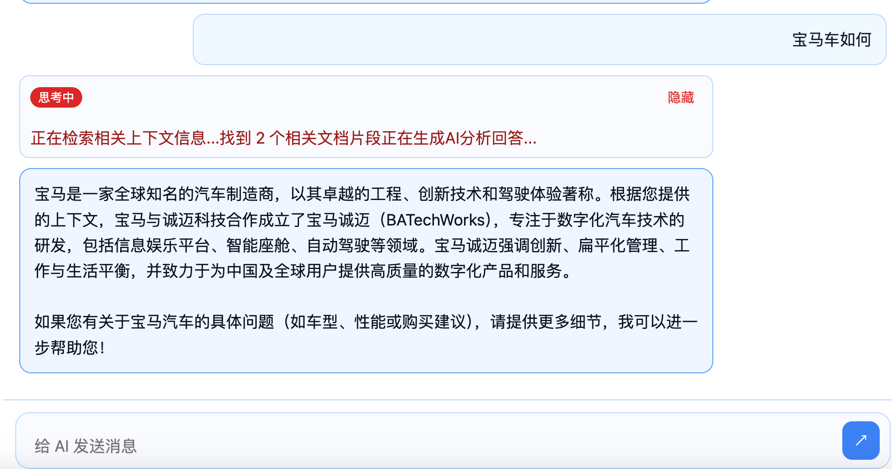 宝马车如何
思考中
隐藏
正在检索相关上下文信息...找到 2 个相关文档片段正在生成AI分析回答...
宝马是一家全球知名的汽车制造商，以其卓越的工程、创新技术和驾驶体验著称。根据您提供
的上下文，宝马与诚迈科技合作成立了宝马诚迈（BATechWorks），专注于数字化汽车技术的
研发，包括信息娱乐平台、智能座舱、自动驾驶等领域。宝马诚迈强调创新、扁平化管理、工
作与生活平衡，并致力于为中国及全球用户提供高质量的数字化产品和服务。
如果您有关于宝马汽车的具体问题（如车型、性能或购买建议），请提供更多细节，我可以进一
步帮助您！
给 AI 发送消息